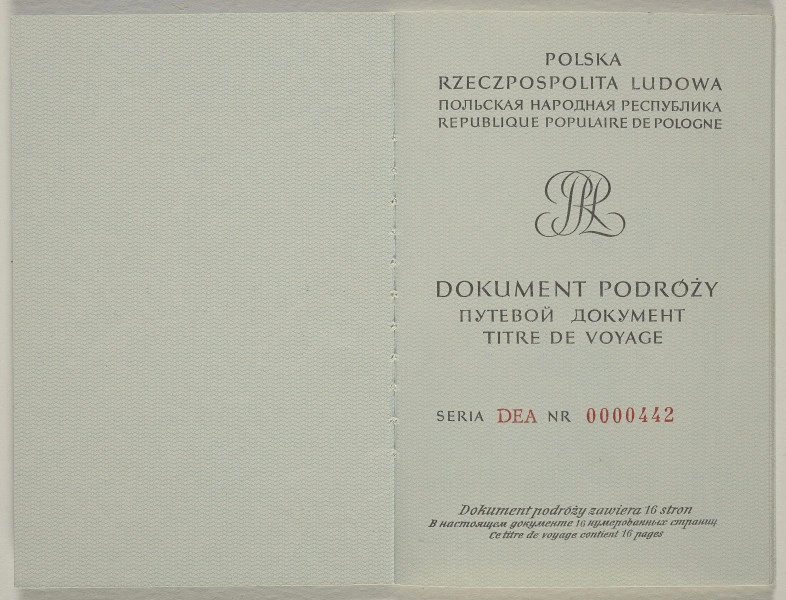 POLSKA
RZECZPOSPOLITA LUDOWA
ПОЛЬСКАЯ НАРОДНАЯ РЕСПУБЛИКА
REPUBLIQUE POPULAIRE DE POLOGNE
PRL
DOKUMENT PODRÓŻY
ПУТЕВОЙ ДОКУМЕНТ
TITRE DE VOYAGE
SERIA DEA NR 0000442
Dokument podróży zawiera 16 stron
В настоящем документе 16 нумерованных страниц
Ce titre de voyage contient 16 pages